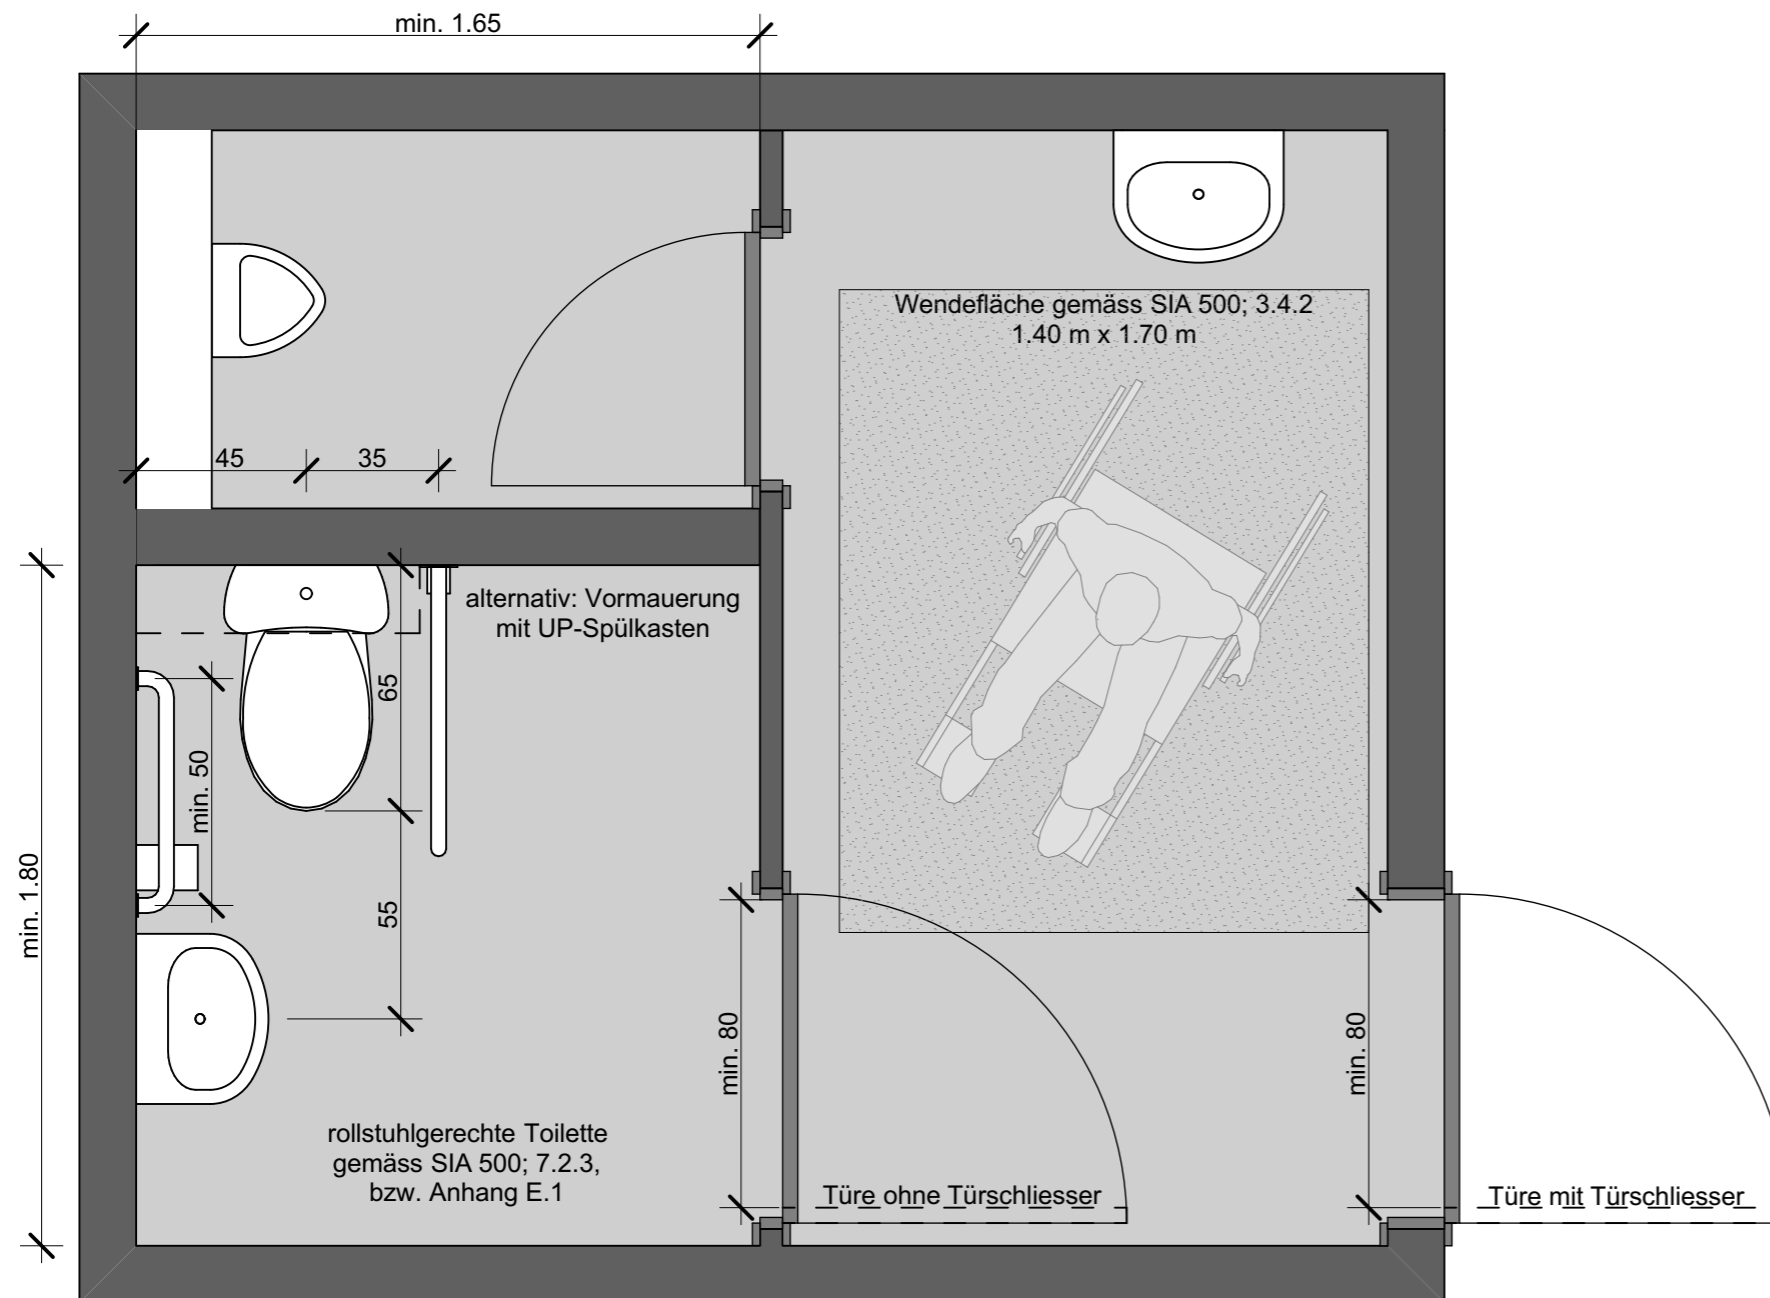 min. 1.65
Wendefläche gemäss SIA 500; 3.4.2
1.40 m x 1.70 m
45
35
alternativ: Vormauerung
mit UP-Spülkasten
65
min. 50
min. 1.80
55
min. 80
min. 80
rollstuhlgerechte Toilette
gemäss SIA 500; 7.2.3,
bzw. Anhang E.1
Türe ohne Türschliesser
Türe mit Türschliesser